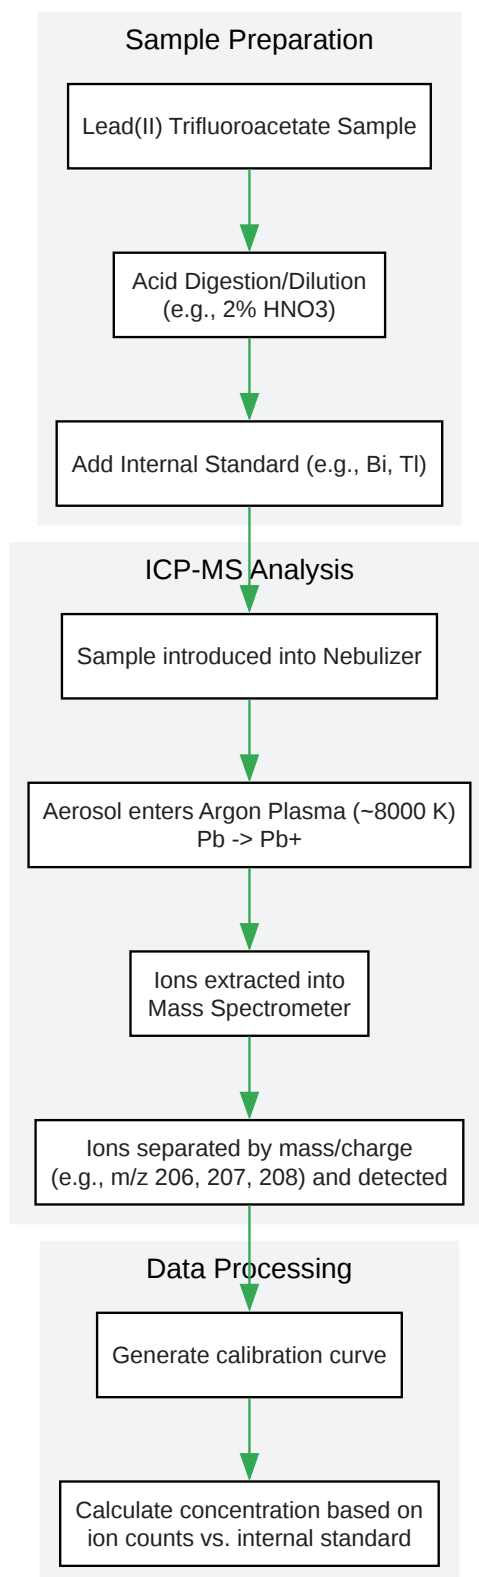 Sample Preparation
Lead(II) Trifluoroacetate Sample
Acid Digestion/Dilution
(e.g., 2% HNO3)
Add Internal Standard (e.g., Bi, Tl)
ICP-MS Analysis
Sample introduced into Nebulizer
Aerosol enters Argon Plasma (~8000 K)
Pb -> Pb+
Ions extracted into
Mass Spectrometer
Ions separated by mass/charge
(e.g., m/z 206, 207, 208) and detected
Data Processing
Generate calibration curve
Calculate concentration based on
ion counts vs. internal standard